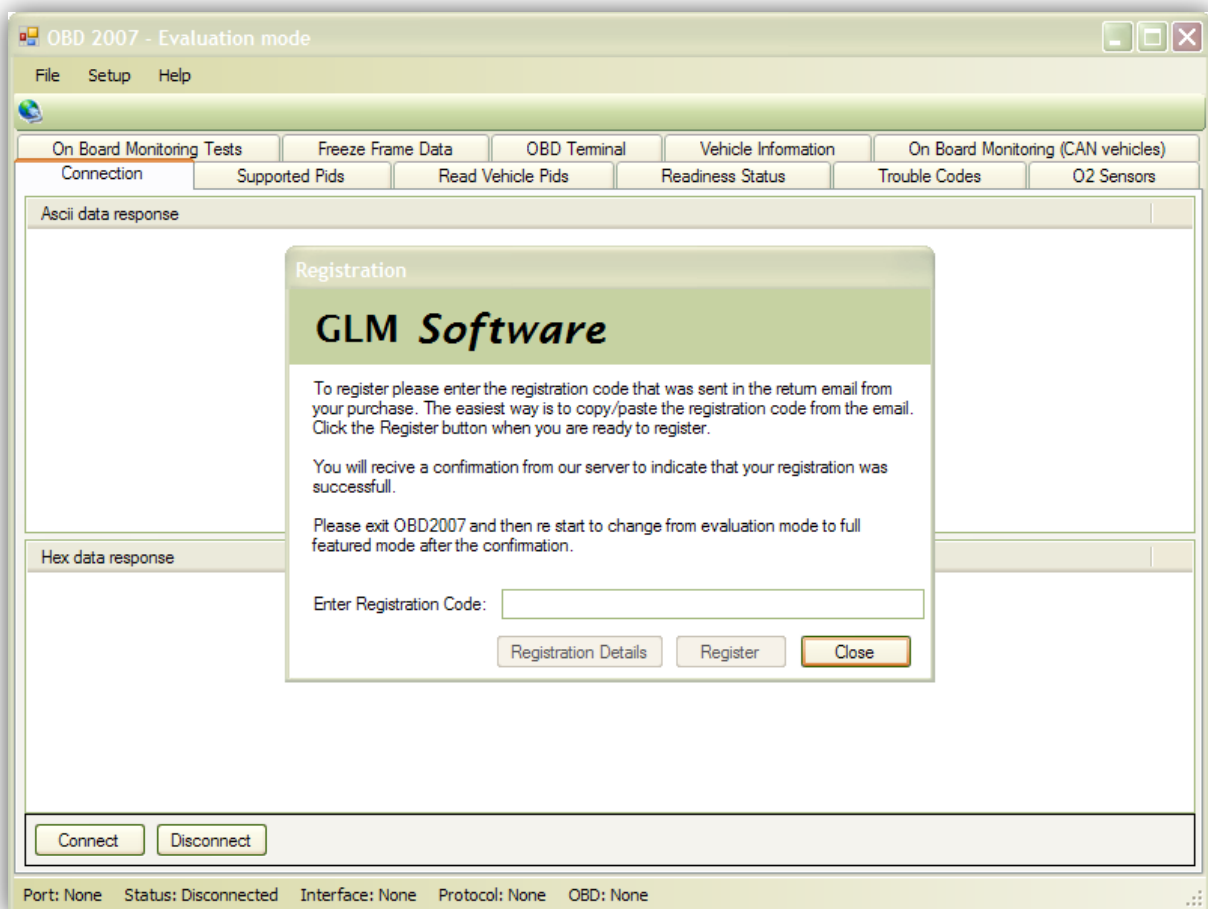 OBD 2007 - Evaluation mode
File Setup Help
On Board Monitoring Tests Freeze Frame Data OBD Terminal Vehicle Information On Board Monitoring (CAN vehicles)
Connection Supported Pids Read Vehicle Pids Readiness Status Trouble Codes O2 Sensors
Ascii data response
Registration
GLM Software
To register please enter the registration code that was sent in the return email from
your purchase. The easiest way is to copy/paste the registration code from the email.
Click the Register button when you are ready to register.
You will recive a confirmation from our server to indicate that your registration was
successfull.
Please exit OBD2007 and then re start to change from evaluation mode to full
featured mode after the confirmation.
Hex data response
Enter Registration Code:
Registration Details Register Close
Connect Disconnect
Port: None Status: Disconnected Interface: None Protocol: None OBD: None